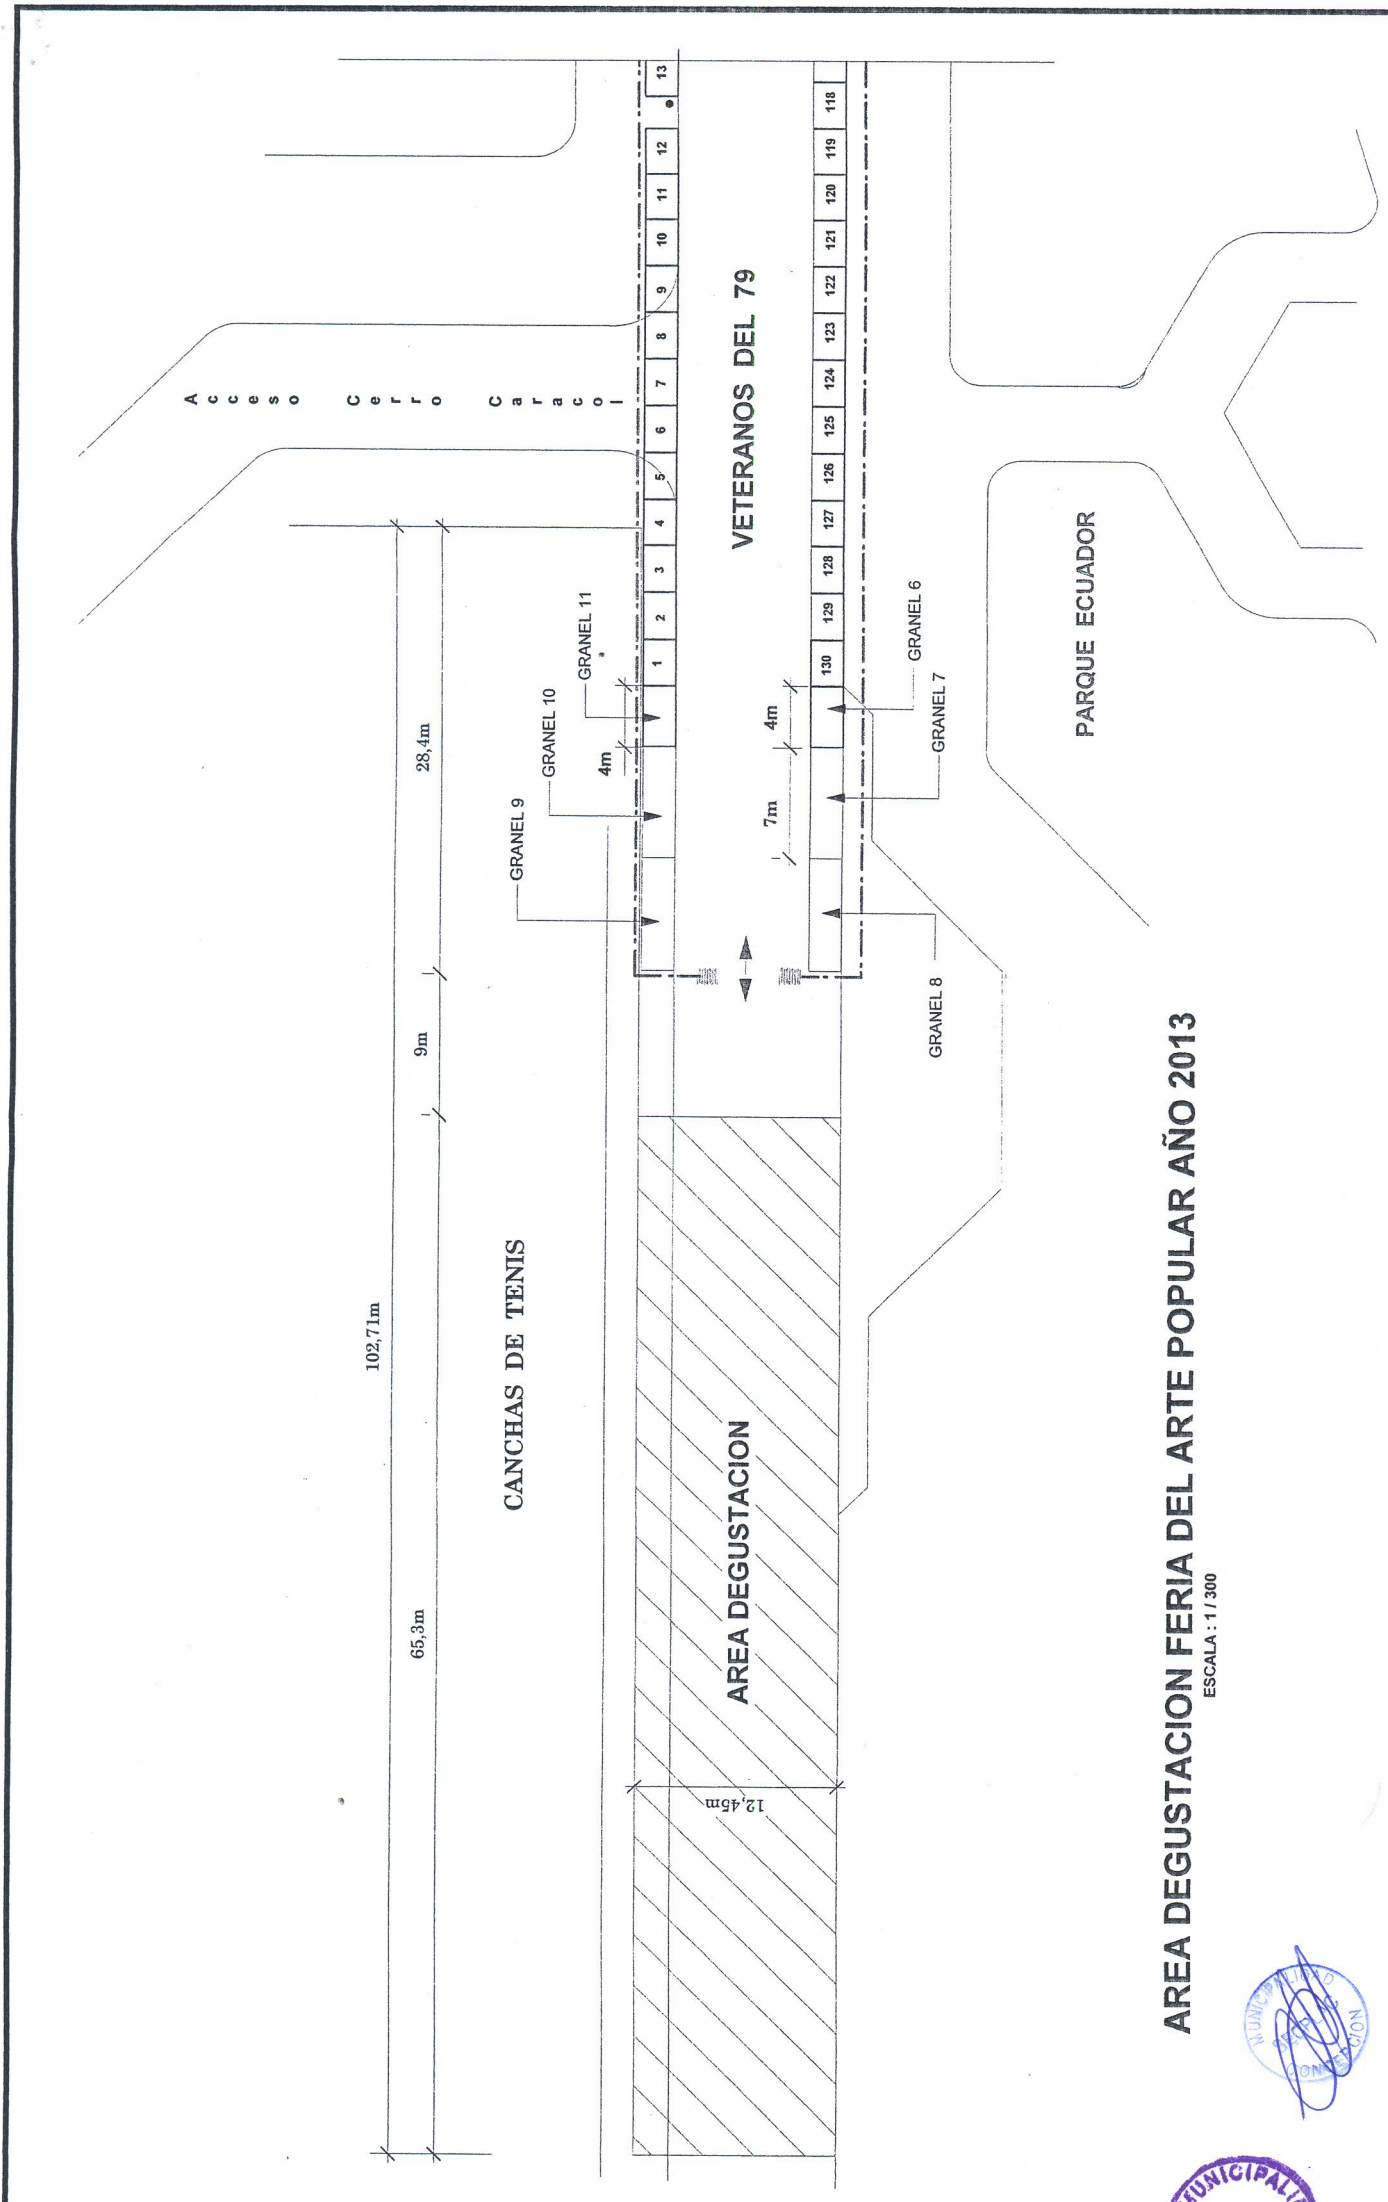 Acceso Cerro Caracol
13
12
11
10
9
8
7
6
5
4
3
2
1
118
119
120
121
122
123
124
125
126
127
128
129
130
VETERANOS DEL 79
PARQUE ECUADOR
GRANEL 11
GRANEL 10
GRANEL 9
GRANEL 6
GRANEL 7
GRANEL 8
4m
4m
7m
28,4m
9m
102,71m
65,3m
12,45m
CANCHAS DE TENIS
AREA DEGUSTACION
AREA DEGUSTACION FERIA DEL ARTE POPULAR AÑO 2013
ESCALA : 1 / 300
MUNICIPALIDAD
SECPLAC
CONCEPCION